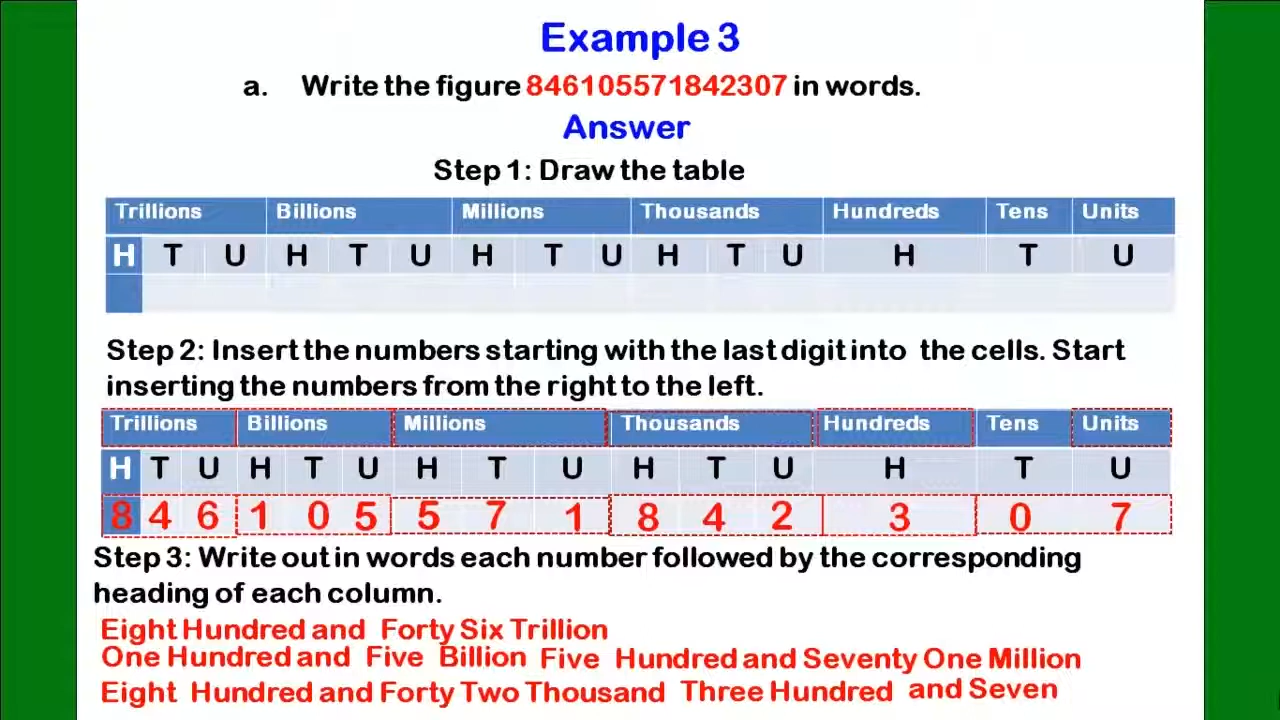 Example 3
a. Write the figure 846105571842307 in words.
Answer
Step 1: Draw the table
Trillions Billions Millions Thousands Hundreds Tens Units
H T U H T U H T U H T U H T U
Step 2: Insert the numbers starting with the last digit into the cells. Start
inserting the numbers from the right to the left.
Trillions Billions Millions Thousands Hundreds Tens Units
H T U H T U H T U H T U H T U
8 4 6 1 0 5 5 7 1 8 4 2 3 0 7
Step 3: Write out in words each number followed by the corresponding
heading of each column.
Eight Hundred and Forty Six Trillion
One Hundred and Five Billion Five Hundred and Seventy One Million
Eight Hundred and Forty Two Thousand Three Hundred and Seven